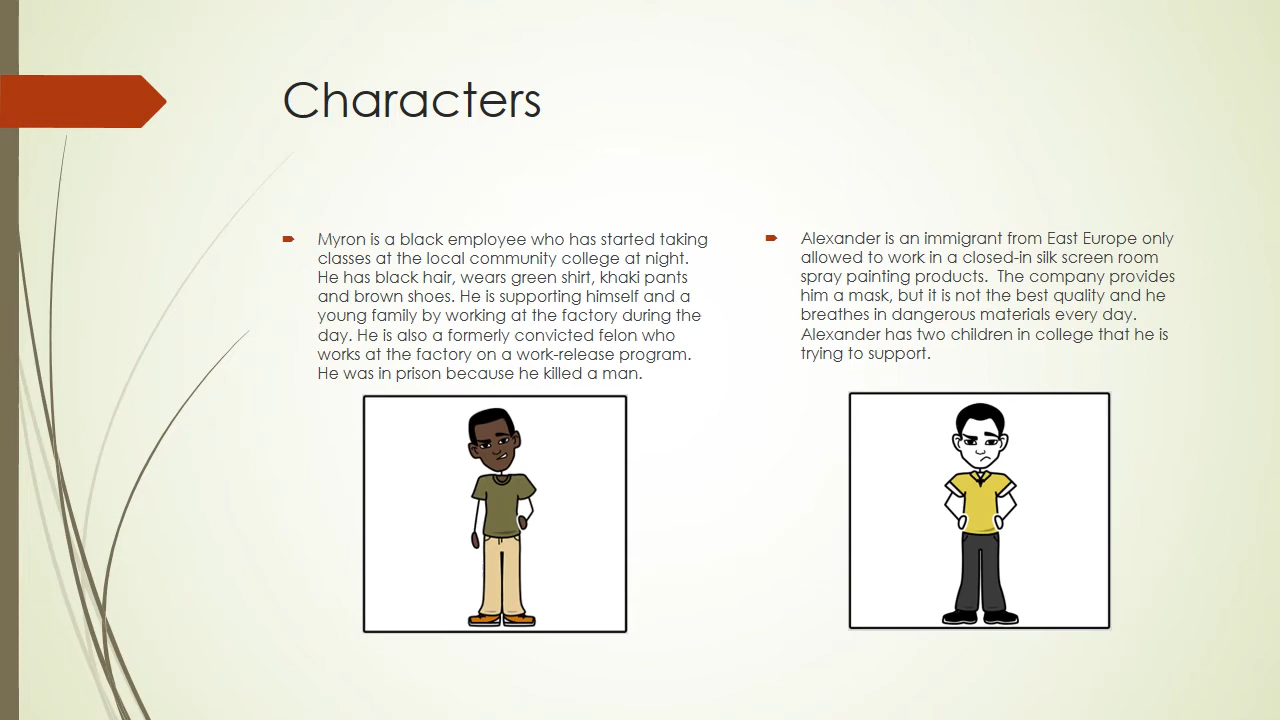 Characters
Myron is a black employee who has started taking
classes at the local community college at night.
He has black hair, wears green shirt, khaki pants
and brown shoes. He is supporting himself and a
young family by working at the factory during the
day. He is also a formerly convicted felon who
works at the factory on a work-release program.
He was in prison because he killed a man.
Alexander is an immigrant from East Europe only
allowed to work in a closed-in silk screen room
spray painting products.  The company provides
him a mask, but it is not the best quality and he
breathes in dangerous materials every day.
Alexander has two children in college that he is
trying to support.